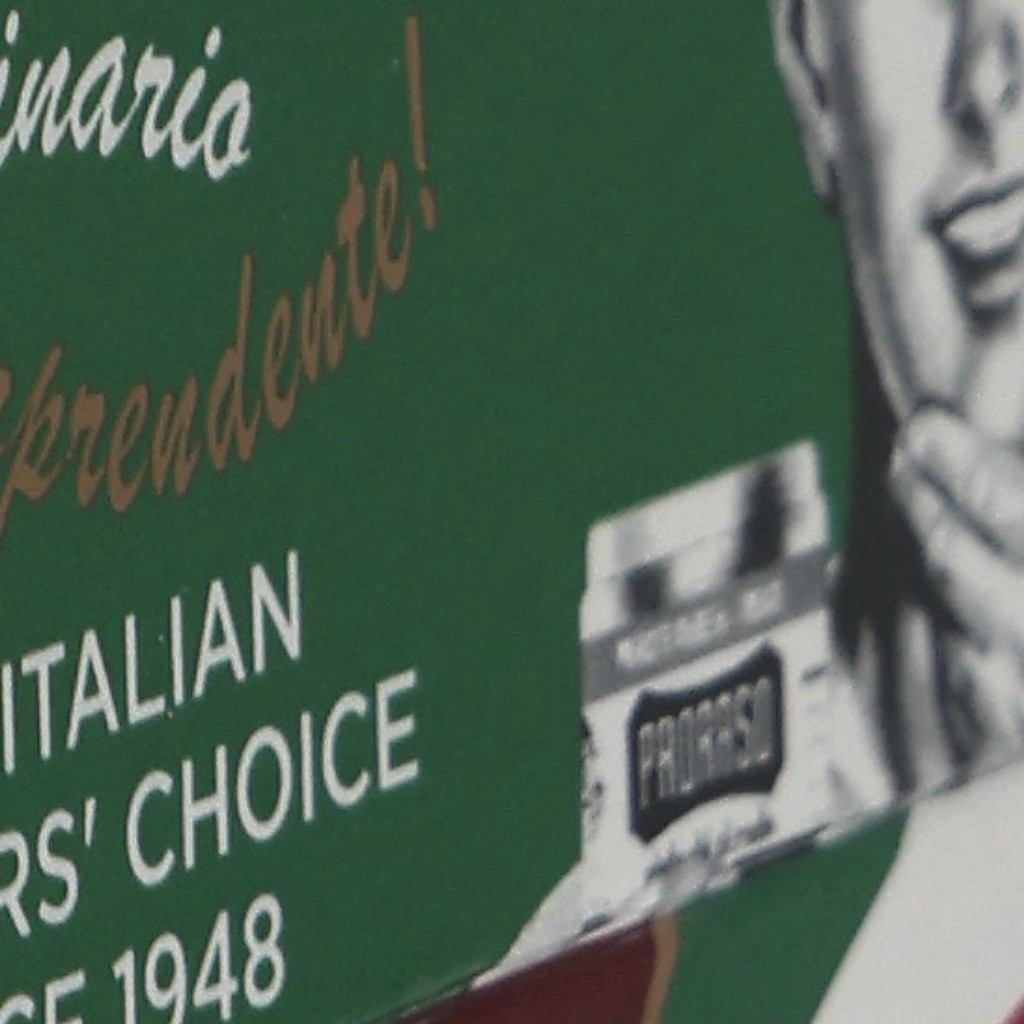 inario
prendente!
ITALIAN
RS' CHOICE
CE 1948
PRORASO